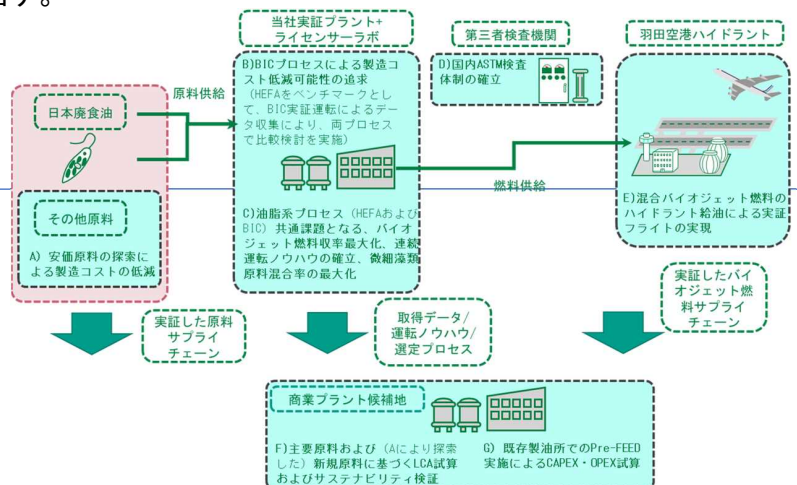 ます。
当社実証プラント+
ライセンサーラボ
第三者検査機関
羽田空港ハイドラント
原料供給
日本廃食油
その他原料
A) 安価原料の探索に
よる製造コストの低減
B)BICプロセスによる製造コ
スト低減可能性の追求
(HEFAをベンチマークとし
て、BIC実証運転によるデー
タ収集により、両プロセス
で比較検討を実施)
C)油脂系プロセス(HEFAおよび
BIC) 共通課題となる、バイオ
ジェット燃料収率最大化、連続
運転ノウハウの確立、微細藻類
原料混合率の最大化
D)国内ASTM検査
体制の確立
燃料供給
E)混合バイオジェット燃料の
ハイドラント給油による実証
フライトの実現
実証した原料
サプライ
チェーン
取得データ/
運転ノウハウ/
選定プロセス
実証したバイ
オジェット燃
料サプライ
チェーン
商業プラント候補地
F)主要原料および (Aにより探索
した) 新規原料に基づくLCA試算
およびサステナビリティ検証
G) 既存製油所でのPre-FEED
実施によるCAPEX・OPEX試算